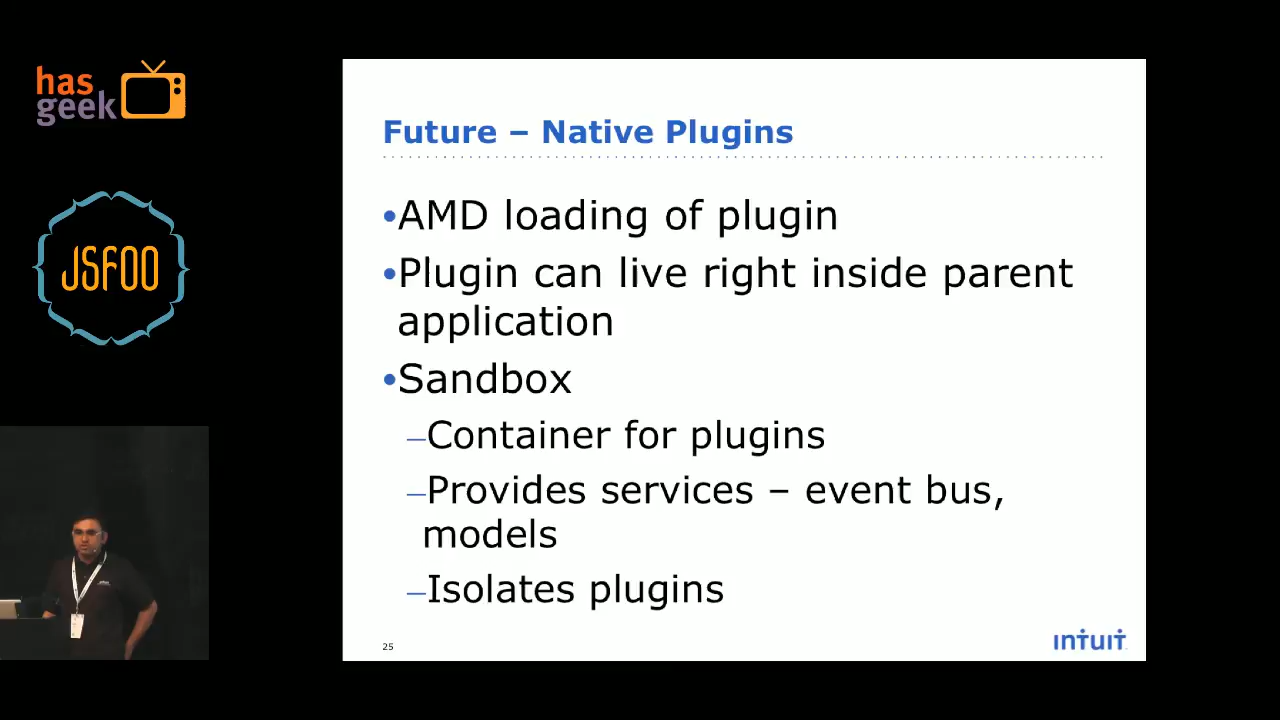 has
geek
JSFOO
Future – Native Plugins
•AMD loading of plugin
•Plugin can live right inside parent
application
•Sandbox
–Container for plugins
–Provides services – event bus,
models
–Isolates plugins
25
INTUIT